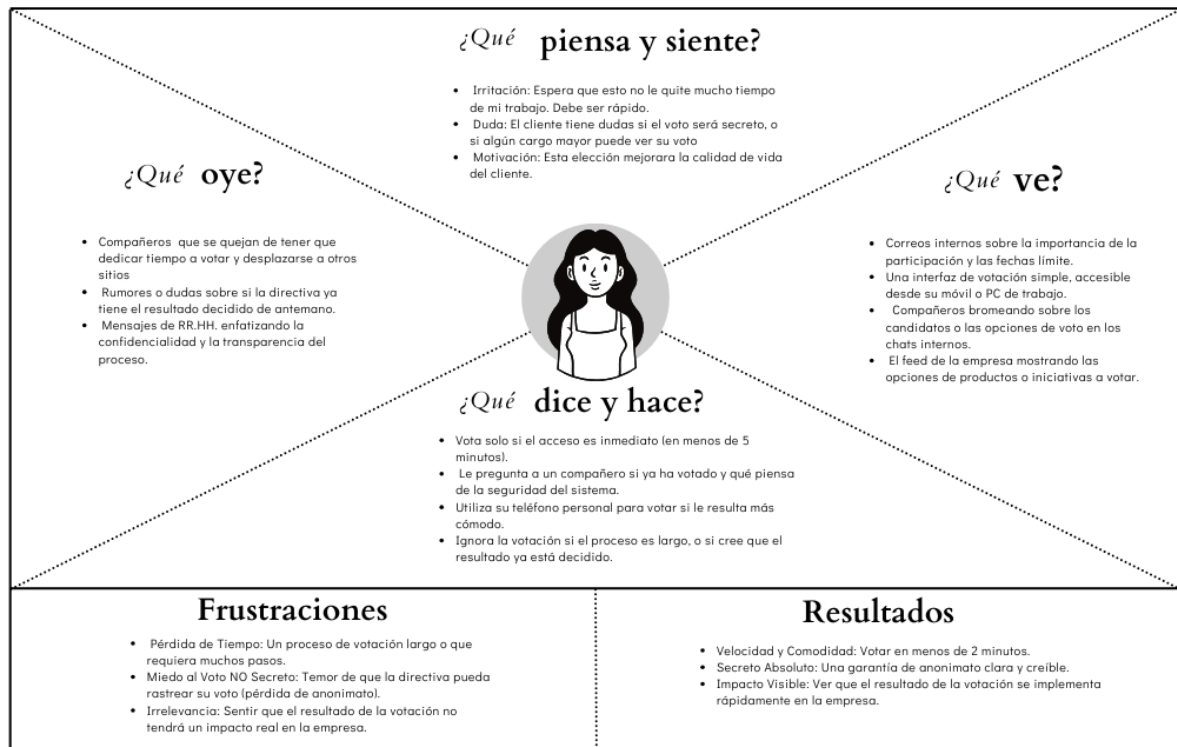 ¿Qué piensa y siente?
• Irritación: Espera que esto no le quite mucho tiempo
de mi trabajo. Debe ser rápido.
• Duda: El cliente tiene dudas si el voto será secreto, o
si algún cargo mayor puede ver su voto
• Motivación: Esta elección mejorara la calidad de vida
del cliente.
¿Qué oye?
• Compañeros que se quejan de tener que
dedicar tiempo a votar y desplazarse a otros
sitios
• Rumores o dudas sobre si la directiva ya
tiene el resultado decidido de antemano.
• Mensajes de RR.HH. enfatizando la
confidencialidad y la transparencia del
proceso.
¿Qué ve?
• Correos internos sobre la importancia de la
participación y las fechas límite.
• Una interfaz de votación simple, accesible
desde su móvil o PC de trabajo.
• Compañeros bromeando sobre los
candidatos o las opciones de voto en los
chats internos.
• El feed de la empresa mostrando las
opciones de productos o iniciativas a votar.
¿Qué dice y hace?
• Vota solo si el acceso es inmediato (en menos de 5
minutos).
• Le pregunta a un compañero si ya ha votado y qué piensa
de la seguridad del sistema.
• Utiliza su teléfono personal para votar si le resulta más
cómodo.
• Ignora la votación si el proceso es largo, o si cree que el
resultado ya está decidido.
Frustraciones
• Pérdida de Tiempo: Un proceso de votación largo o que
requiera muchos pasos.
• Miedo al Voto NO Secreto: Temor de que la directiva pueda
rastrear su voto (pérdida de anonimato).
• Irrelevancia: Sentir que el resultado de la votación no
tendrá un impacto real en la empresa.
Resultados
• Velocidad y Comodidad: Votar en menos de 2 minutos.
• Secreto Absoluto: Una garantía de anonimato clara y creíble.
• Impacto Visible: Ver que el resultado de la votación se implementa
rápidamente en la empresa.